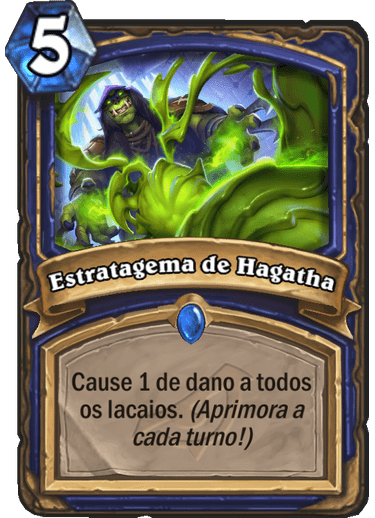 5
Estratagema de Hagatha
Cause 1 de dano a todos
os lacaios. (Aprimora a
cada turno!)